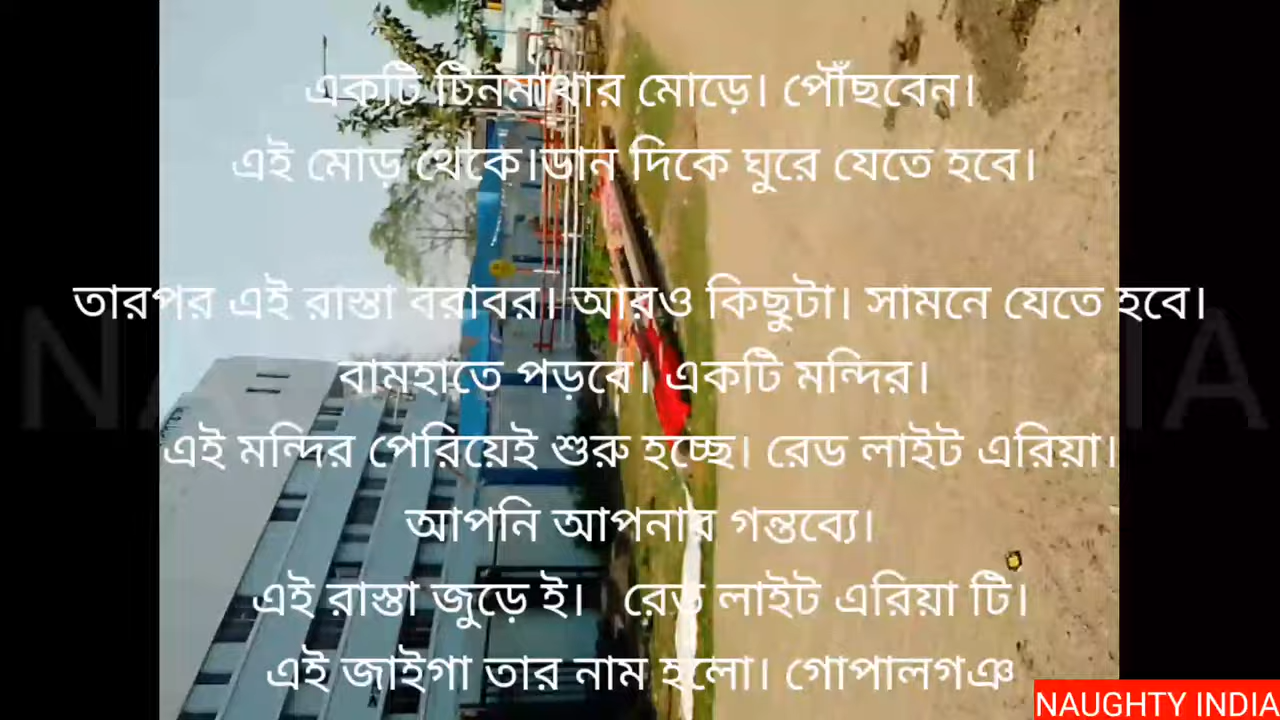 একটি টিনমাথার মোড়ে। পৌঁছবেন।
এই মোড় থেকে।ডান দিকে ঘুরে যেতে হবে।
তারপর এই রাস্তা বরাবর। আরও কিছুটা। সামনে যেতে হবে।
বামহাতে পড়বে। একটি মন্দির।
এই মন্দির পেরিয়েই শুরু হচ্ছে। রেড লাইট এরিয়া।
আপনি আপনার গন্তব্যে।
এই রাস্তা জুড়ে ই। রেড লাইট এরিয়া টি।
এই জাইগা তার নাম হলো। গোপালগঞ্জ
NAUGHTY INDIA